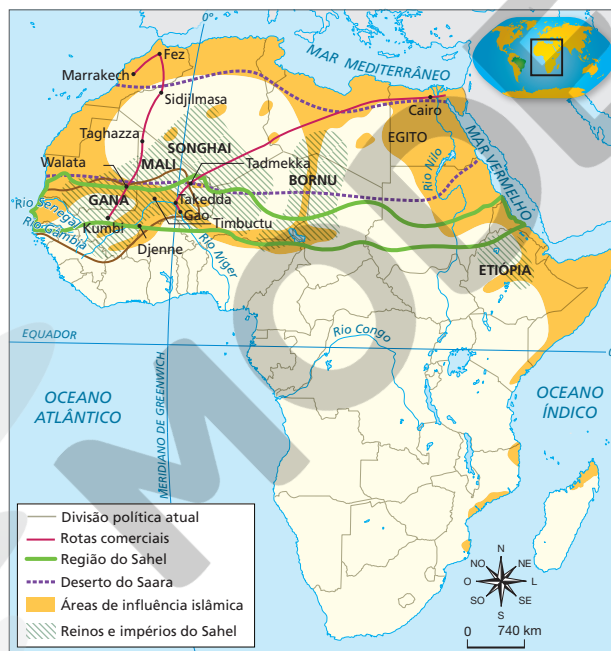 0°
MAR MEDITERRÂNEO
Fez
Marrakech
Sidjilmasa
Cairo
Taghazza
SONGHAI
EGITO
MAR VERMELHO
Walata
MALI
Tadmekka
BORNU
Rio Nilo
GANA
Takedda
Rio Senegal
Gao
Kumbi
Timbuctu
Rio Gâmbia
Djenne
Rio Níger
ETIÓPIA
EQUADOR
Rio Congo
0°
OCEANO
ATLÂNTICO
MERIDIANO DE GREENWICH
OCEANO
ÍNDICO
Divisão política atual
Rotas comerciais
Região do Sahel
Deserto do Saara
Áreas de influência islâmica
Reinos e impérios do Sahel
N
NO
NE
O
L
SO
SE
S
0 740 km